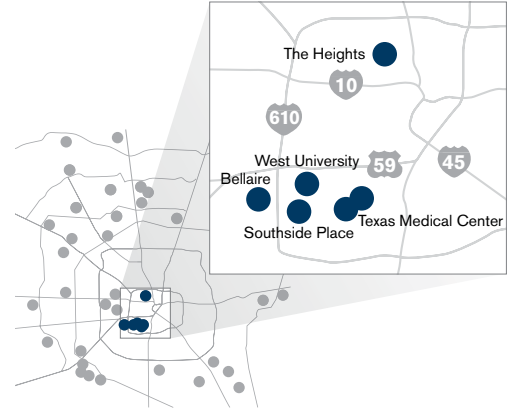 The Heights
10
610
West University
59
45
Bellaire
Texas Medical Center
Southside Place